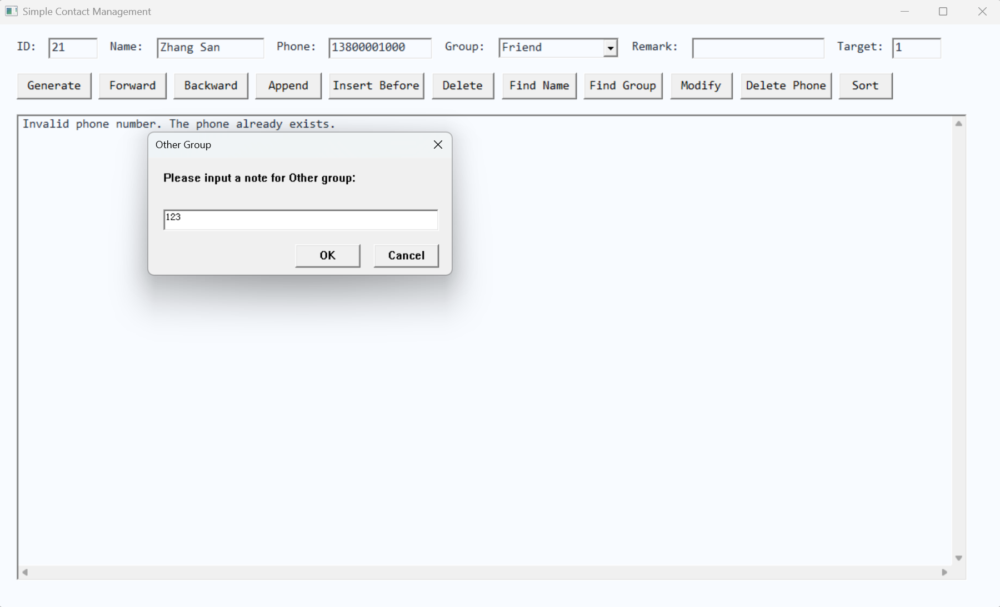 Simple Contact Management
ID: 21 Name: Zhang San Phone: 13800001000 Group: Friend Remark: Target: 1
Generate Forward Backward Append Insert Before Delete Find Name Find Group Modify Delete Phone Sort
Invalid phone number. The phone already exists.
Other Group
Please input a note for Other group:
123
OK Cancel